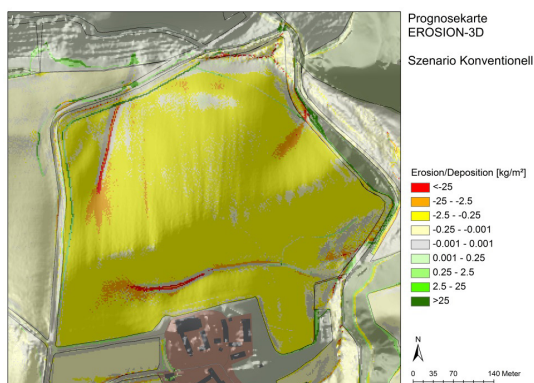 Prognosekarte
EROSION-3D
Szenario Konventionell
Erosion/Deposition [kg/m²]
<-25
-25 - -2.5
-2.5 - -0.25
-0.25 - -0.001
-0.001 - 0.001
0.001 - 0.25
0.25 - 2.5
2.5 - 25
>25
N
0 35 70 140 Meter